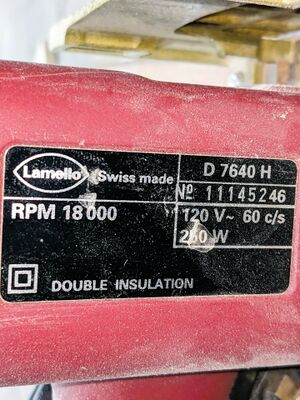 Lamello Swiss made D 7640 H
Nº 11145246
RPM 18 000 120 V~ 60 c/s
250 W
DOUBLE INSULATION